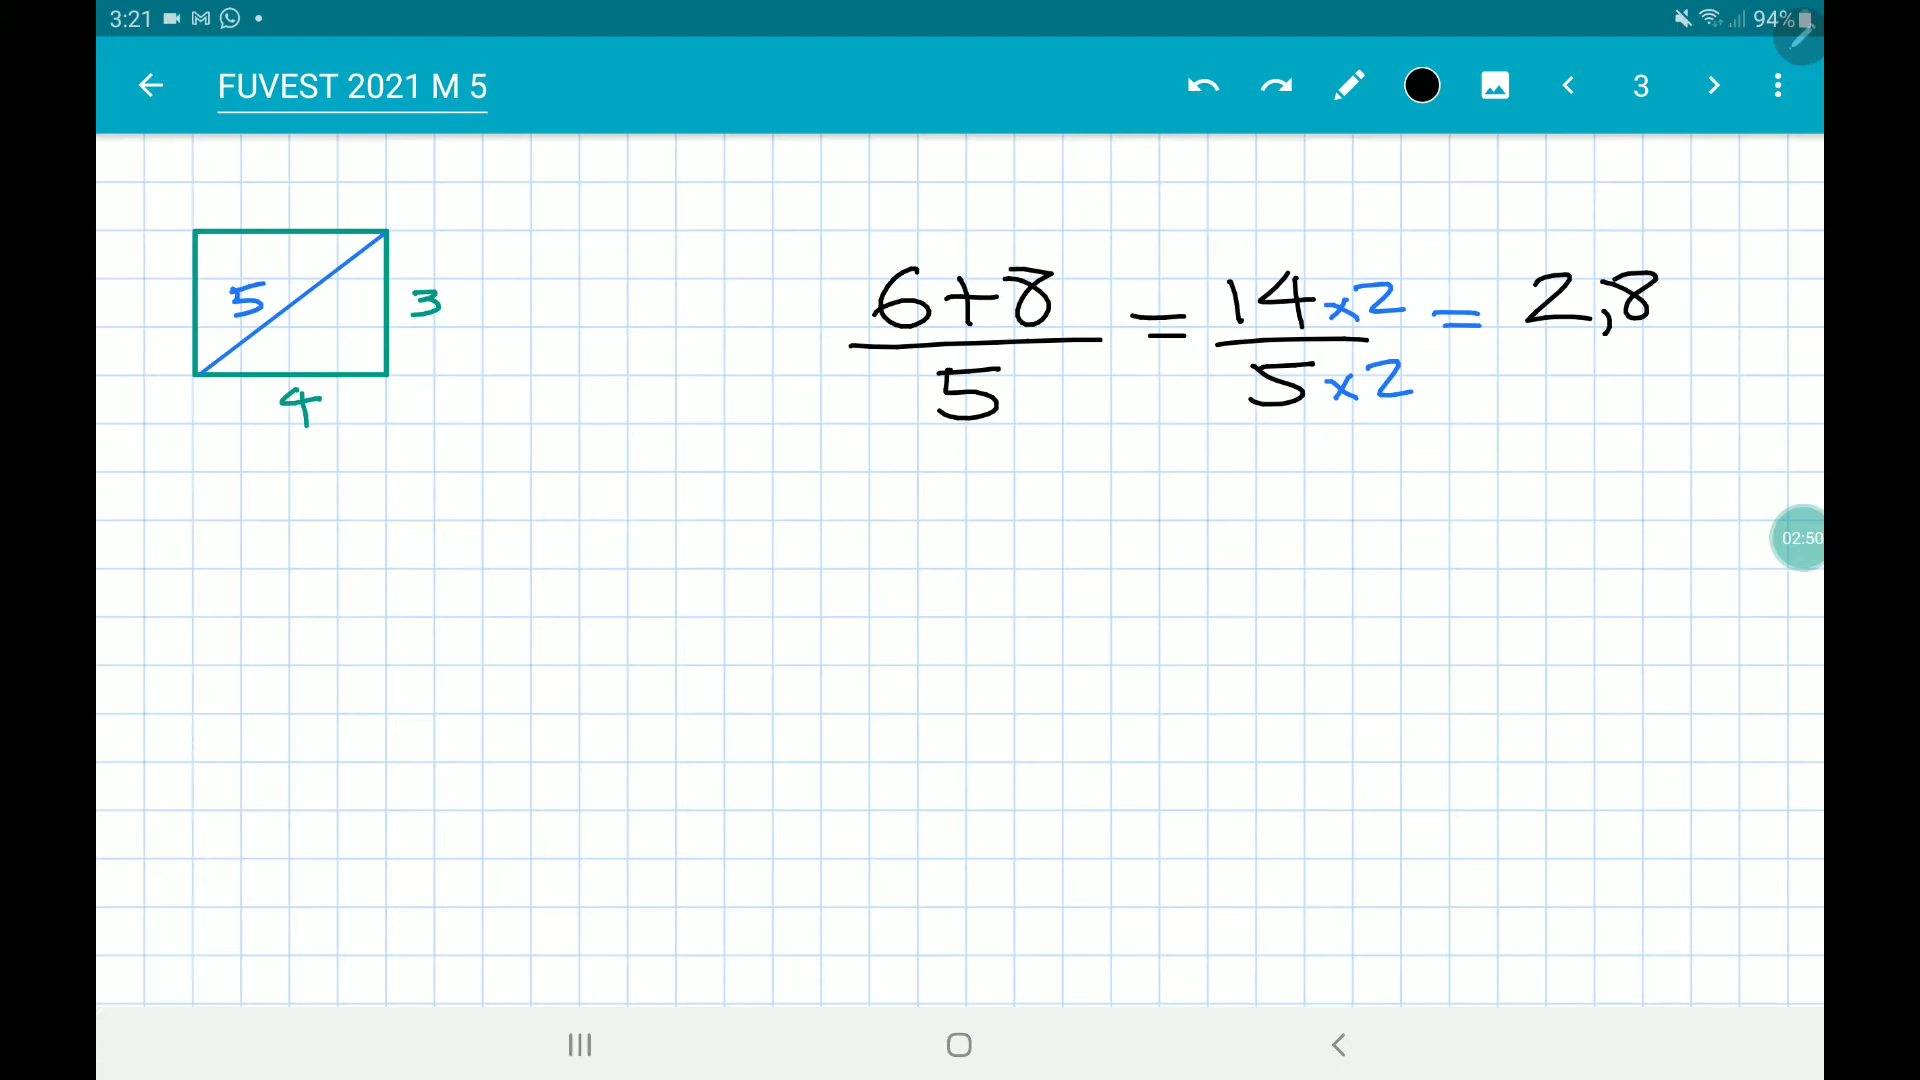 3:21 94%
FUVEST 2021 M 5 3
5 3
4
6+8 = 14x2 = 2,8
5 5x2
02:50